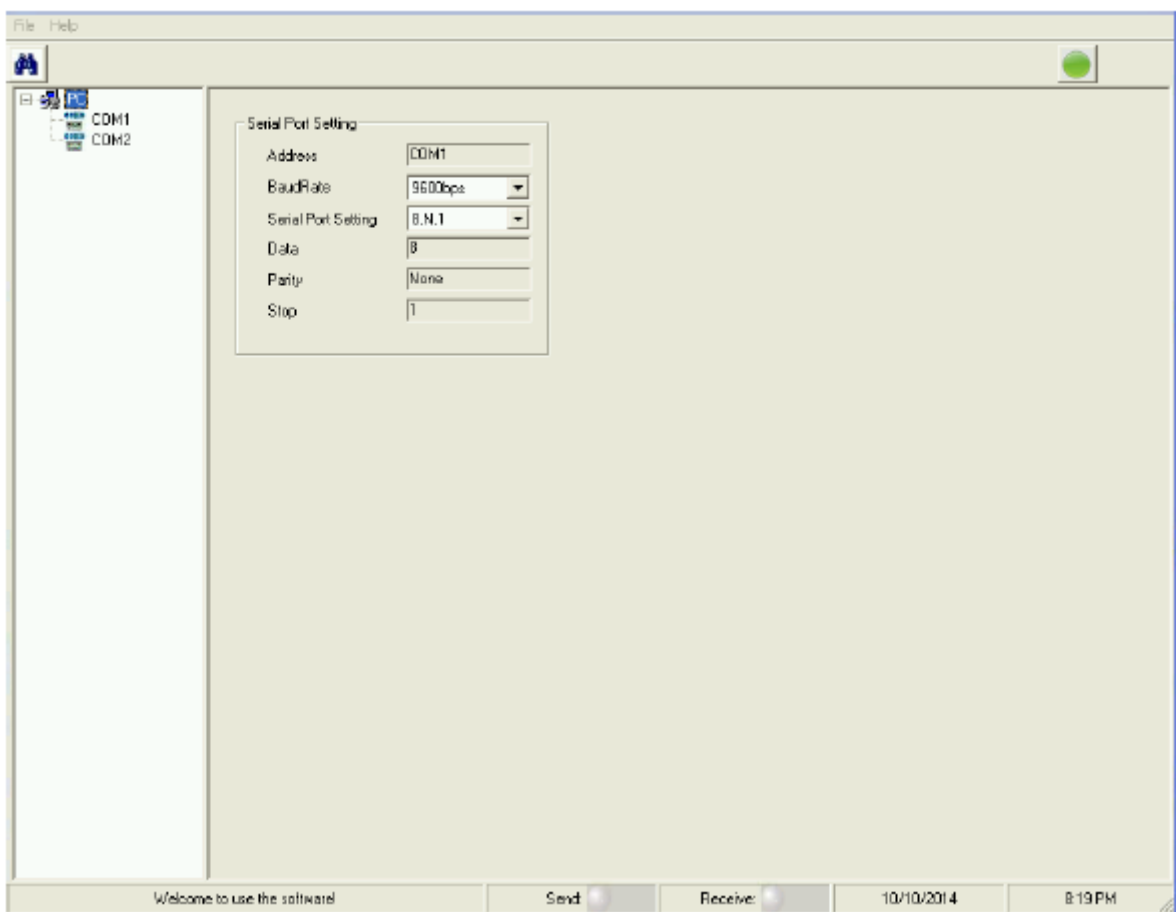 File Help
PC
COM1
COM2
Serial Port Setting
Address COM1
BaudRate 9600bps
Serial Port Setting 8.N.1
Data 8
Parity None
Stop 1
Welcome to use the software! Send: Receive: 10/10/2014 8:19 PM